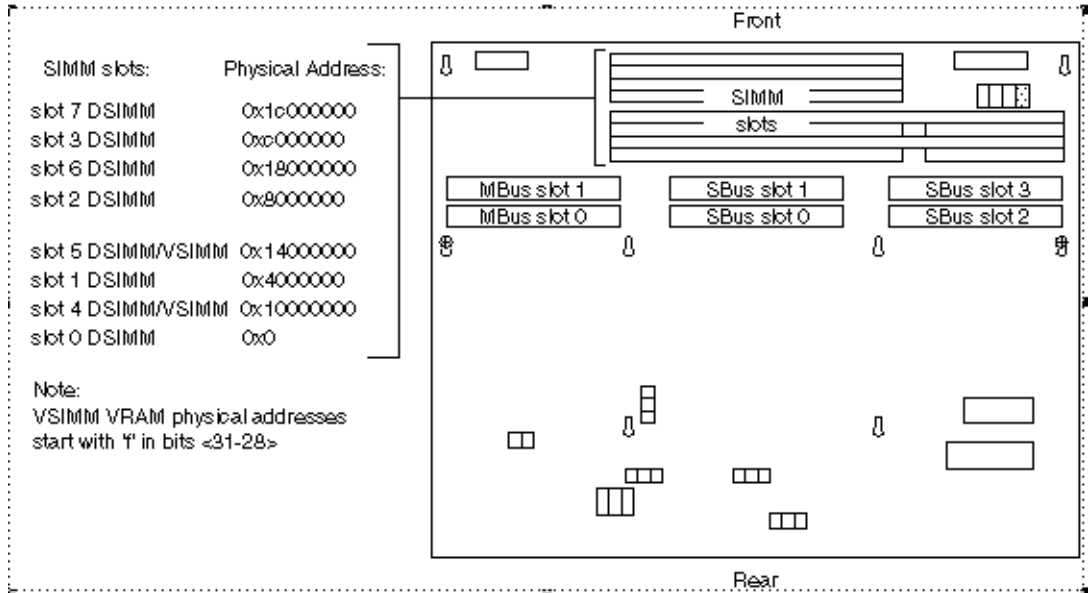 Front
SIMM slots: Physical Address:
slot 7 DSIMM 0x1c000000
slot 3 DSIMM 0xc000000
slot 6 DSIMM 0x18000000
slot 2 DSIMM 0x8000000
slot 5 DSIMM/VSIMM 0x14000000
slot 1 DSIMM 0x4000000
slot 4 DSIMM/VSIMM 0x10000000
slot 0 DSIMM 0x0
Note:
VSIMM VRAM physical addresses
start with 'f' in bits <31-28>
SIMM
slots
MBus slot 1 SBus slot 1 SBus slot 3
MBus slot 0 SBus slot 0 SBus slot 2
Rear